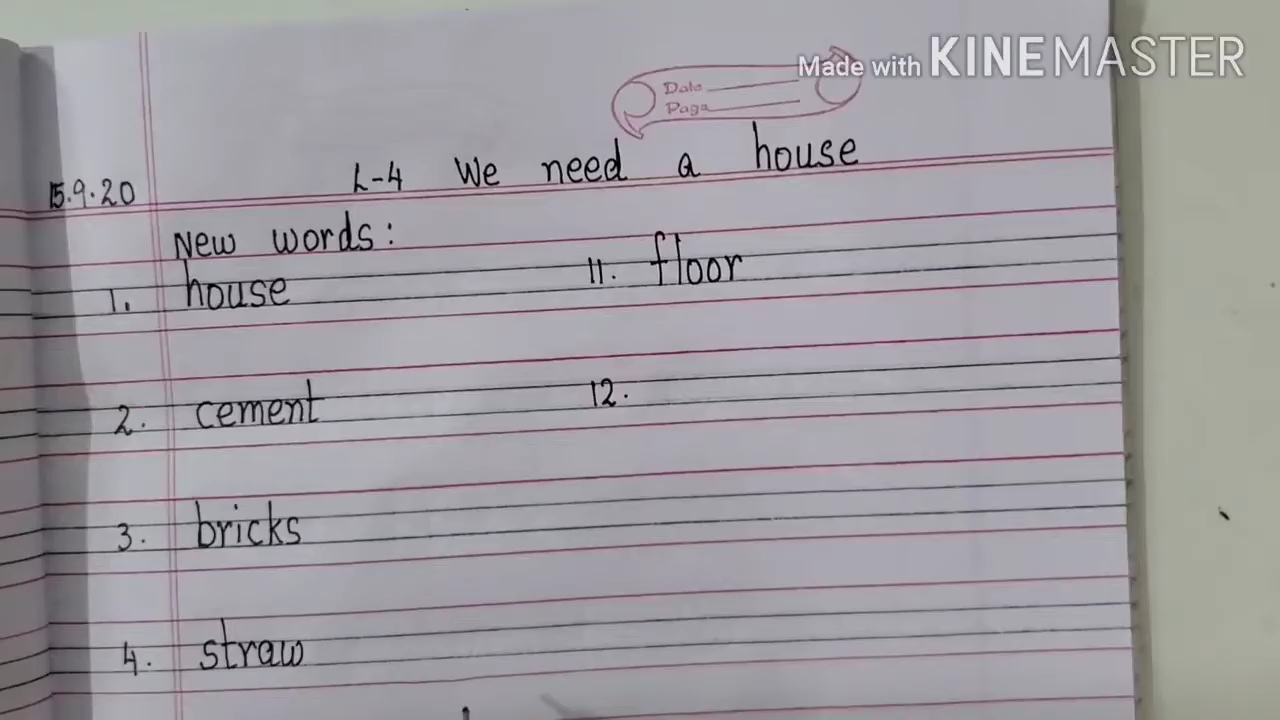 Made with KINEMASTER
Date
Page
15.9.20 L-4 We need a house
New words:
1. house 11. floor
2. cement 12.
3. bricks
4. straw